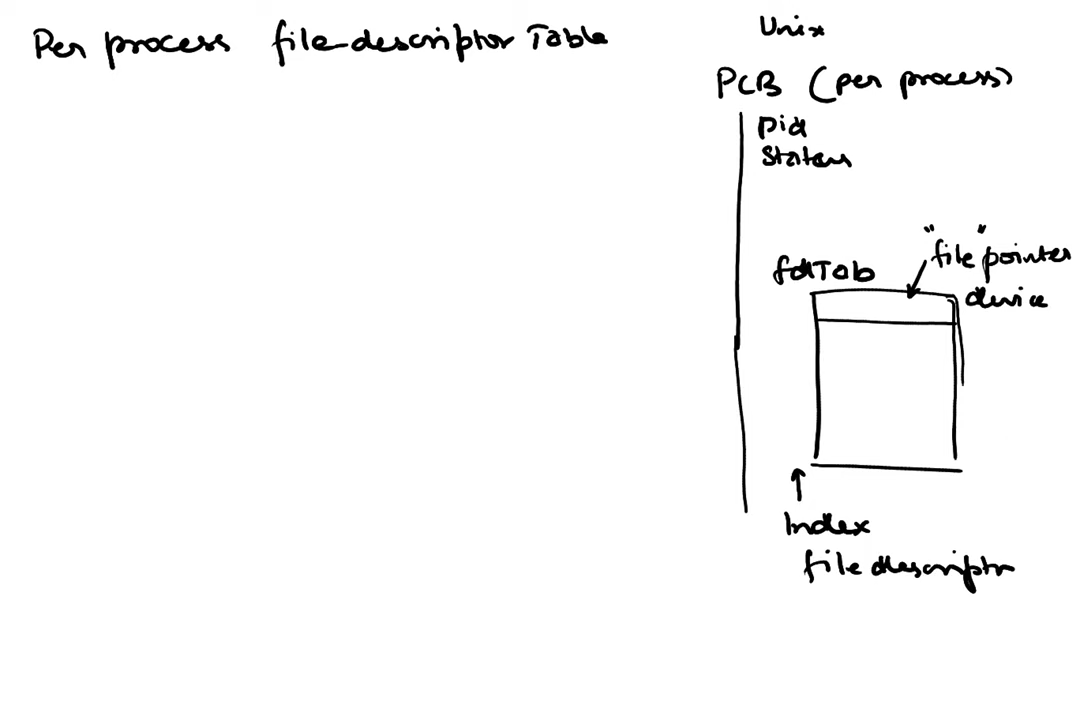 Per process file-descriptor Table
Unix
PCB (per process)
pid
Status
"file" pointer
fdTab
device
Index
file descriptor